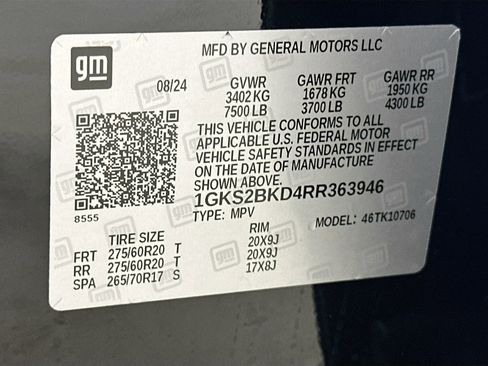 gm
MFD BY GENERAL MOTORS LLC
08/24
GVWR GAWR FRT GAWR RR
3402 KG 1678 KG 1950 KG
7500 LB 3700 LB 4300 LB
THIS VEHICLE CONFORMS TO ALL
APPLICABLE U.S. FEDERAL MOTOR
VEHICLE SAFETY STANDARDS IN EFFECT
ON THE DATE OF MANUFACTURE
SHOWN ABOVE.
1GKS2BKD4RR363946
8555
TYPE: MPV MODEL: 46TK10706
TIRE SIZE RIM
FRT 275/60R20 T 20X9J
RR 275/60R20 T 20X9J
SPA 265/70R17 S 17X8J